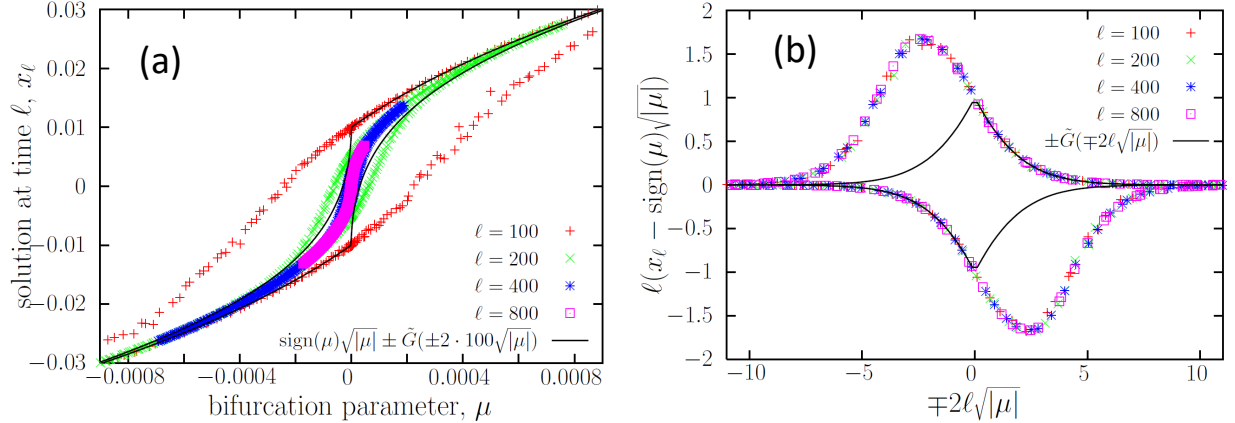 (a)
solution at time ℓ, x_ℓ
0.03
0.02
0.01
0
−0.01
−0.02
−0.03
ℓ = 100
ℓ = 200
ℓ = 400
ℓ = 800
sign(μ)√|μ| ± G̃(±2 · 100√|μ|)
−0.0008 −0.0004 0 0.0004 0.0008
bifurcation parameter, μ
(b)
ℓ(x_ℓ − sign(μ)√|μ|)
2
1.5
1
0.5
0
−0.5
−1
−1.5
−2
ℓ = 100
ℓ = 200
ℓ = 400
ℓ = 800
±G̃(∓2ℓ√|μ|)
−10 −5 0 5 10
∓2ℓ√|μ|